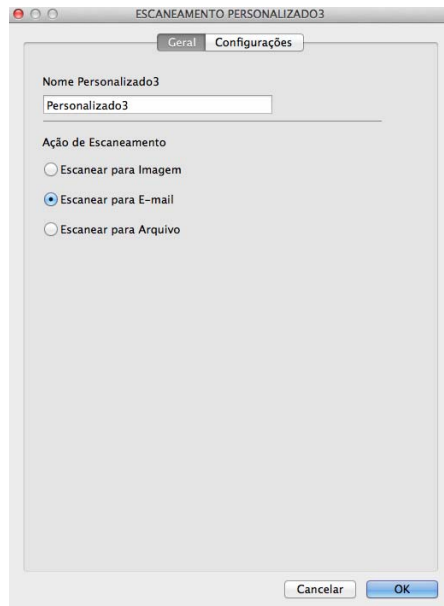 ESCANEAMENTO PERSONALIZADO3
Geral Configurações
Nome Personalizado3
Personalizado3
Ação de Escaneamento
Escanear para Imagem
Escanear para E-mail
Escanear para Arquivo
Cancelar OK